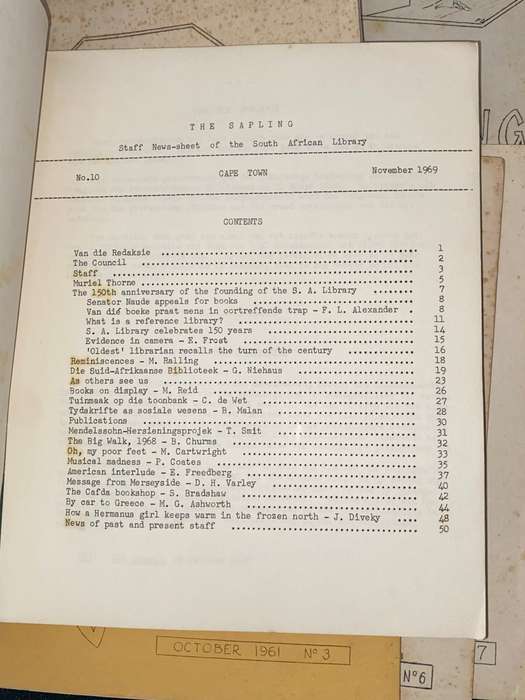 THE SAPLING
Staff News-sheet of the South African Library
No.10 CAPE TOWN November 1969
CONTENTS
Van die Redaksie 1
The Council 2
Staff 3
Muriel Thorne 5
The 150th anniversary of the founding of the S. A. Library 7
Senator Naude appeals for books 8
Van dié boeke praat mens in oortreffende trap - F. L. Alexander 8
What is a reference library? 11
S. A. Library celebrates 150 years 14
Evidence in camera - E. Frost 15
'Oldest' librarian recalls the turn of the century 16
Reminiscences - M. Ralling 18
Die Suid-Afrikaanse Biblioteek - G. Niehaus 19
As others see us 23
Books on display - M. Reid 26
Tuinmaak op die toonbank - C. de Wet 27
Tydskrifte as sosiale wesens - R. Malan 28
Publications 30
Mendelssohn-Hersieningsprojek - T. Smit 31
The Big Walk, 1968 - B. Churms 32
Oh, my poor feet - M. Cartwright 33
Musical madness - P. Coates 35
American interlude - E. Freedberg 37
Message from Merseyside - D. H. Varley 40
The Cafda bookshop - S. Bradshaw 42
By car to Greece - M. G. Ashworth 44
How a Hermanus girl keeps warm in the frozen north - J. Diveky 48
News of past and present staff 50
OCTOBER 1961 Nº 3
Nº6
7
NG